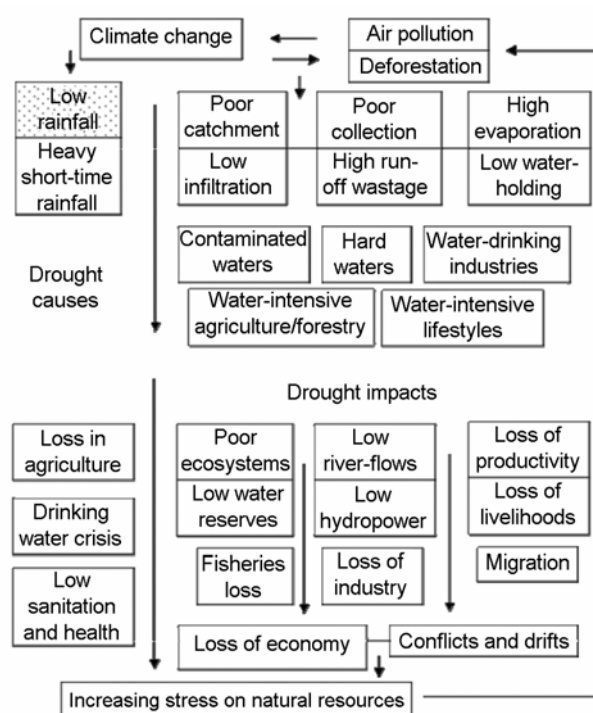 Climate change
Air pollution
Deforestation
Low
rainfall
Heavy
short-time
rainfall
Poor
catchment
Low
infiltration
Poor
collection
High run-
off wastage
High
evaporation
Low water-
holding
Contaminated
waters
Hard
waters
Water-drinking
industries
Drought
causes
Water-intensive
agriculture/forestry
Water-intensive
lifestyles
Drought impacts
Loss in
agriculture
Drinking
water crisis
Low
sanitation
and health
Poor
ecosystems
Low water
reserves
Low
river-flows
Low
hydropower
Loss of
productivity
Loss of
livelihoods
Fisheries
loss
Loss of
industry
Migration
Loss of economy
Conflicts and drifts
Increasing stress on natural resources